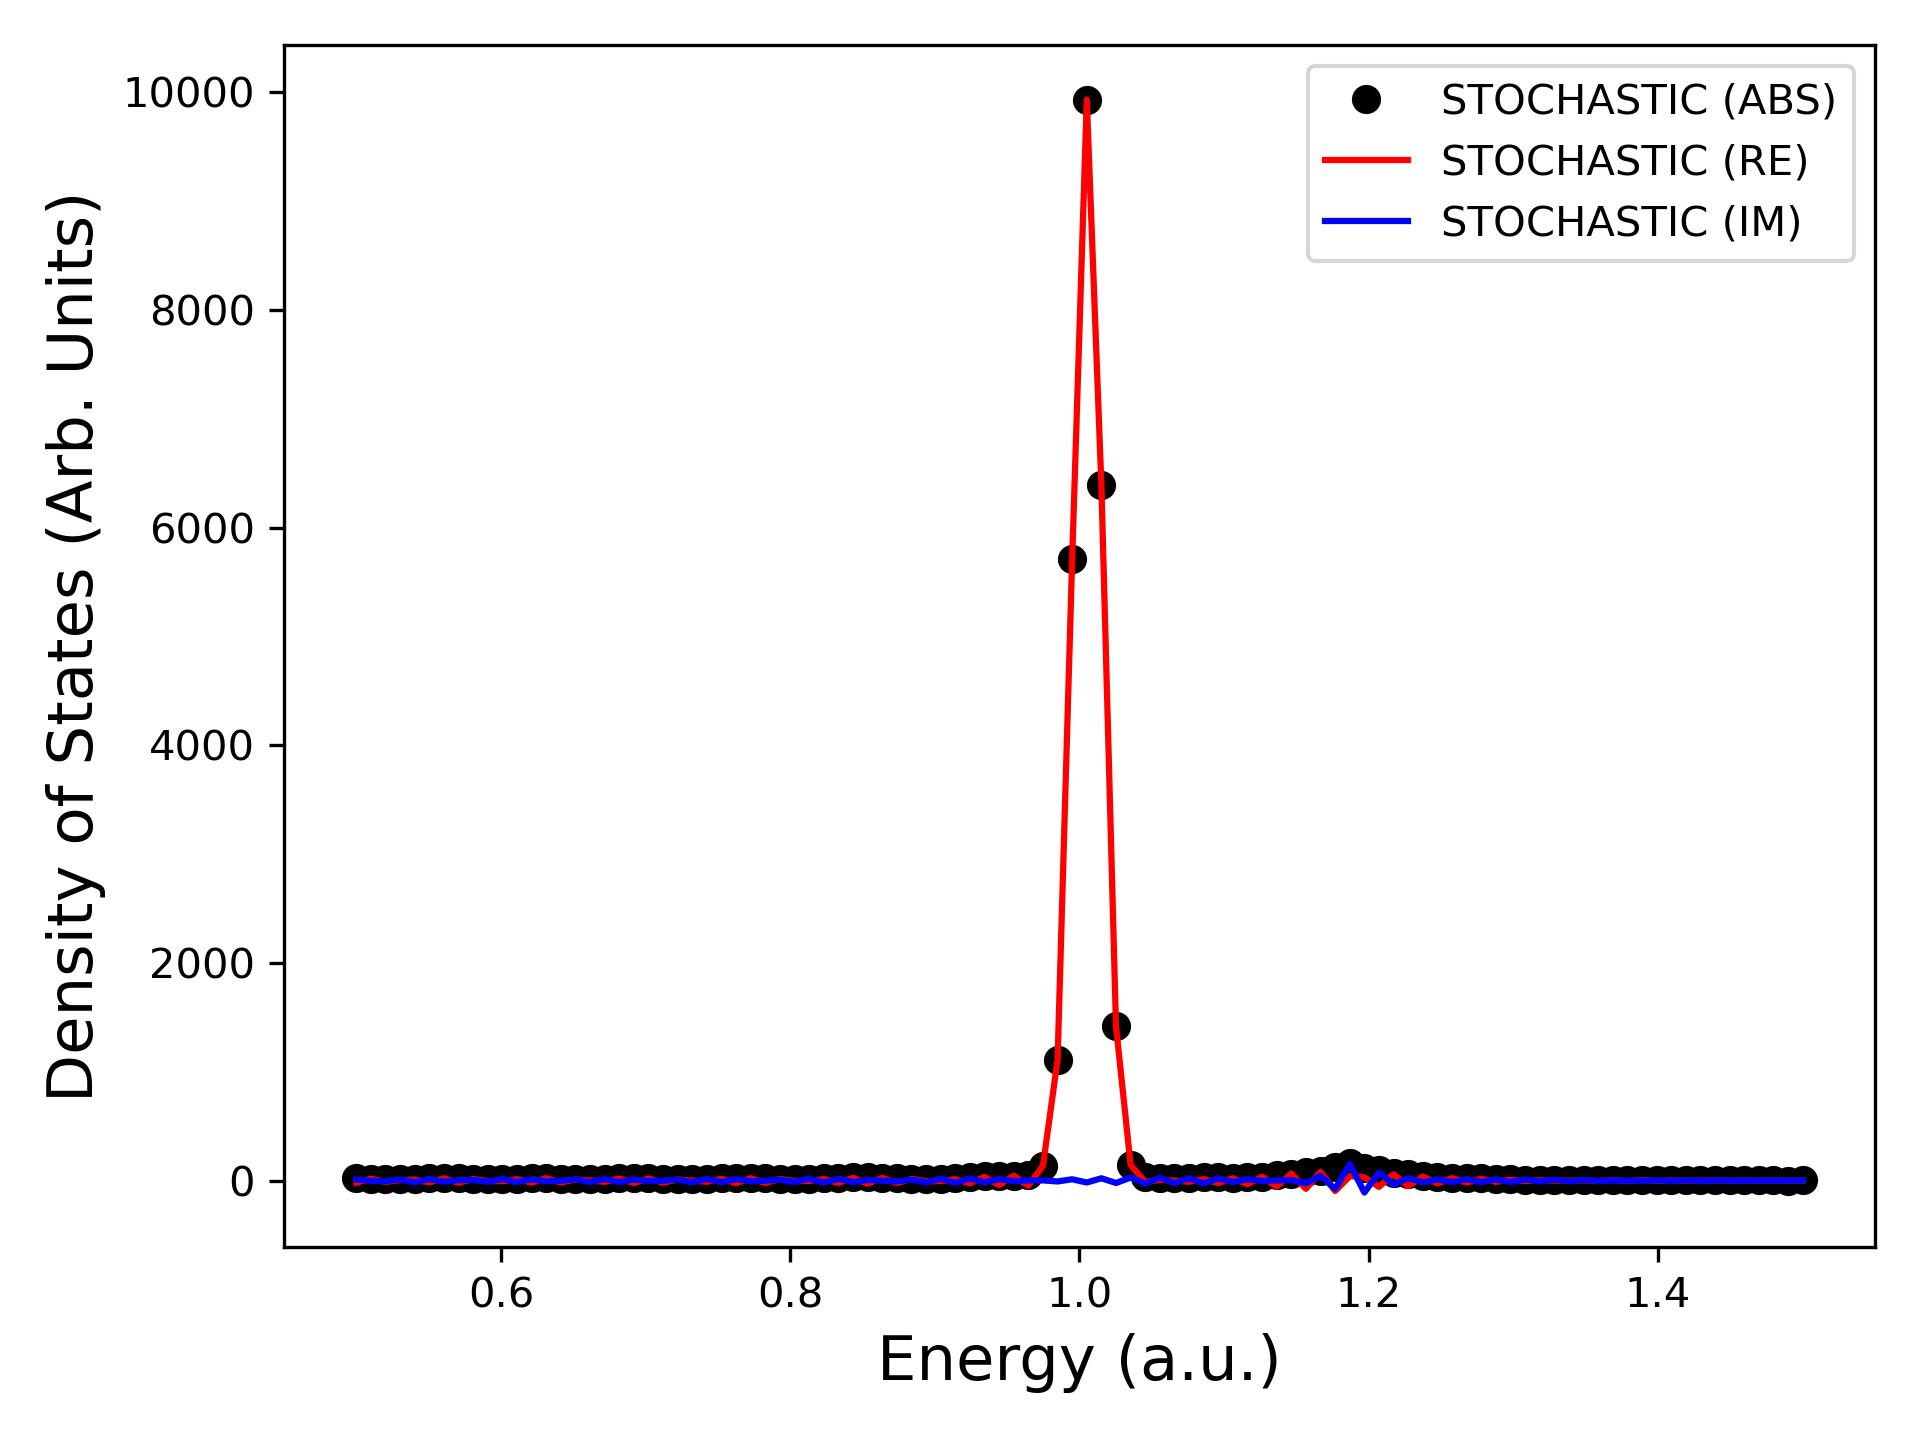 STOCHASTIC (ABS)
STOCHASTIC (RE)
STOCHASTIC (IM)
Density of States (Arb. Units)
10000
8000
6000
4000
2000
0
0.6 0.8 1.0 1.2 1.4
Energy (a.u.)